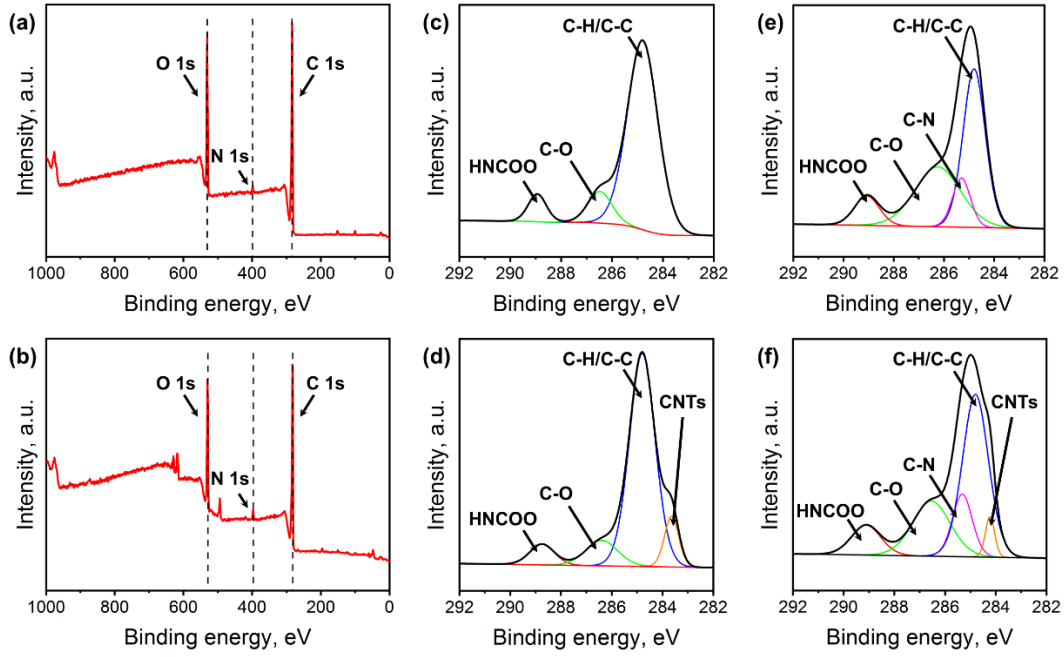 (a)
O 1s
C 1s
N 1s
Intensity, a.u.
1000 800 600 400 200 0
Binding energy, eV
(c)
C-H/C-C
C-O
HNCOO
Intensity, a.u.
292 290 288 286 284 282
Binding energy, eV
(e)
C-H/C-C
C-N
C-O
HNCOO
Intensity, a.u.
292 290 288 286 284 282
Binding energy, eV
(b)
O 1s
C 1s
N 1s
Intensity, a.u.
1000 800 600 400 200 0
Binding energy, eV
(d)
C-H/C-C
CNTs
C-O
HNCOO
Intensity, a.u.
292 290 288 286 284 282
Binding energy, eV
(f)
C-H/C-C
CNTs
C-N
C-O
HNCOO
Intensity, a.u.
292 290 288 286 284 282
Binding energy, eV